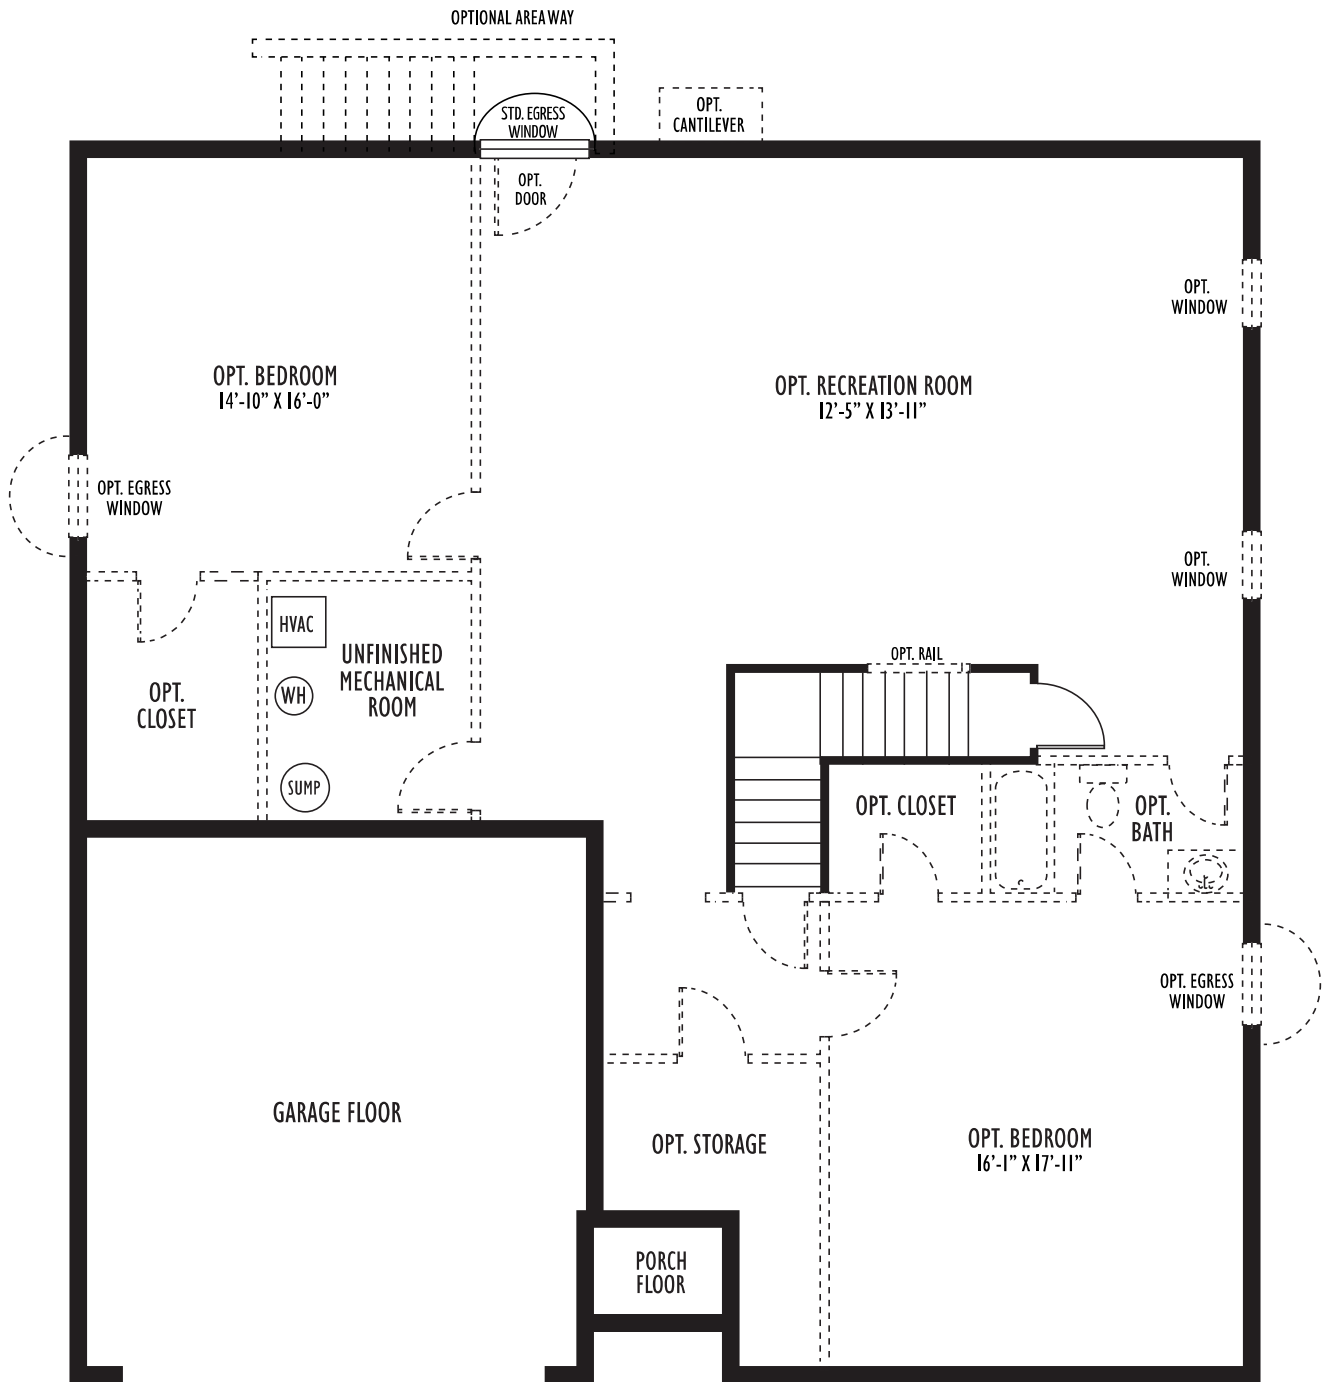 OPTIONAL AREAWAY
STD. EGRESS
WINDOW
OPT.
CANTILEVER
OPT.
DOOR
OPT.
WINDOW
OPT. BEDROOM
14'-10" X 16'-0"
OPT. RECREATION ROOM
12'-5" X 13'-11"
OPT. EGRESS
WINDOW
OPT.
WINDOW
HVAC
UNFINISHED
MECHANICAL
ROOM
OPT. RAIL
WH
OPT.
CLOSET
SUMP
OPT. CLOSET
OPT.
BATH
OPT. EGRESS
WINDOW
GARAGE FLOOR
OPT. STORAGE
OPT. BEDROOM
16'-1" X 17'-11"
PORCH
FLOOR